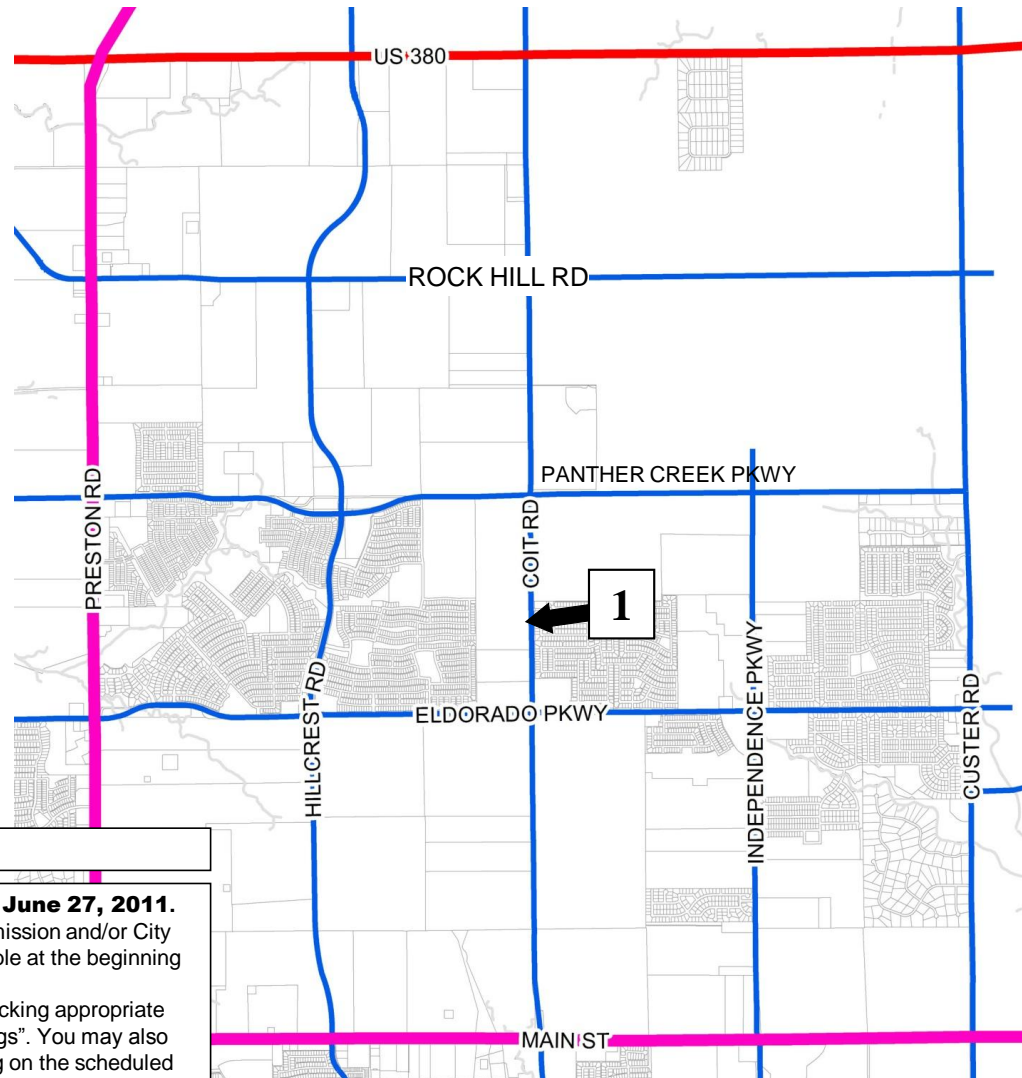 US 380
ROCK HILL RD
PANTHER CREEK PKWY
PRESTON RD
COIT RD
1
HILLCREST RD
ELDORADO PKWY
INDEPENDENCE PKWY
CUSTER RD
June 27, 2011.
mission and/or City
ble at the beginning
cking appropriate
gs”. You may also
g on the scheduled
MAIN ST